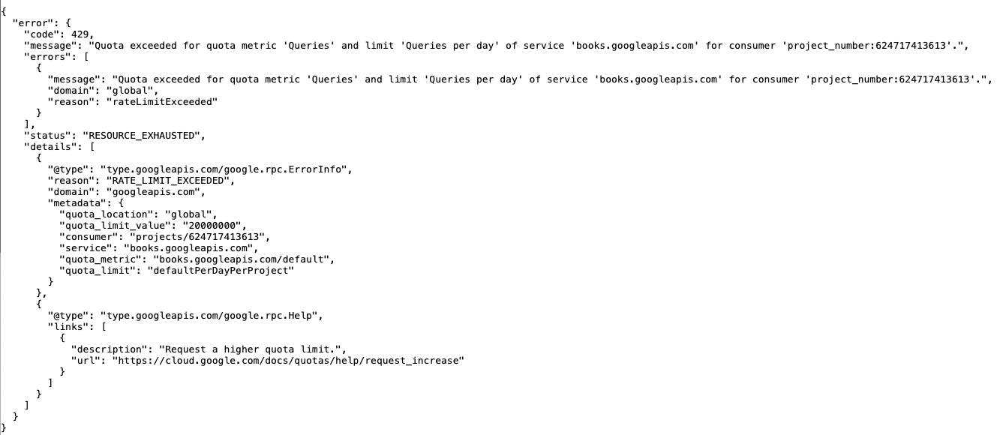 {
  "error": {
    "code": 429,
    "message": "Quota exceeded for quota metric 'Queries' and limit 'Queries per day' of service 'books.googleapis.com' for consumer 'project_number:624717413613'.",
    "errors": [
      {
        "message": "Quota exceeded for quota metric 'Queries' and limit 'Queries per day' of service 'books.googleapis.com' for consumer 'project_number:624717413613'.",
        "domain": "global",
        "reason": "rateLimitExceeded"
      }
    ],
    "status": "RESOURCE_EXHAUSTED",
    "details": [
      {
        "@type": "type.googleapis.com/google.rpc.ErrorInfo",
        "reason": "RATE_LIMIT_EXCEEDED",
        "domain": "googleapis.com",
        "metadata": {
          "quota_location": "global",
          "quota_limit_value": "20000000",
          "consumer": "projects/624717413613",
          "service": "books.googleapis.com",
          "quota_metric": "books.googleapis.com/default",
          "quota_limit": "defaultPerDayPerProject"
        }
      },
      {
        "@type": "type.googleapis.com/google.rpc.Help",
        "links": [
          {
            "description": "Request a higher quota limit.",
            "url": "https://cloud.google.com/docs/quotas/help/request_increase"
          }
        ]
      }
    ]
  }
}